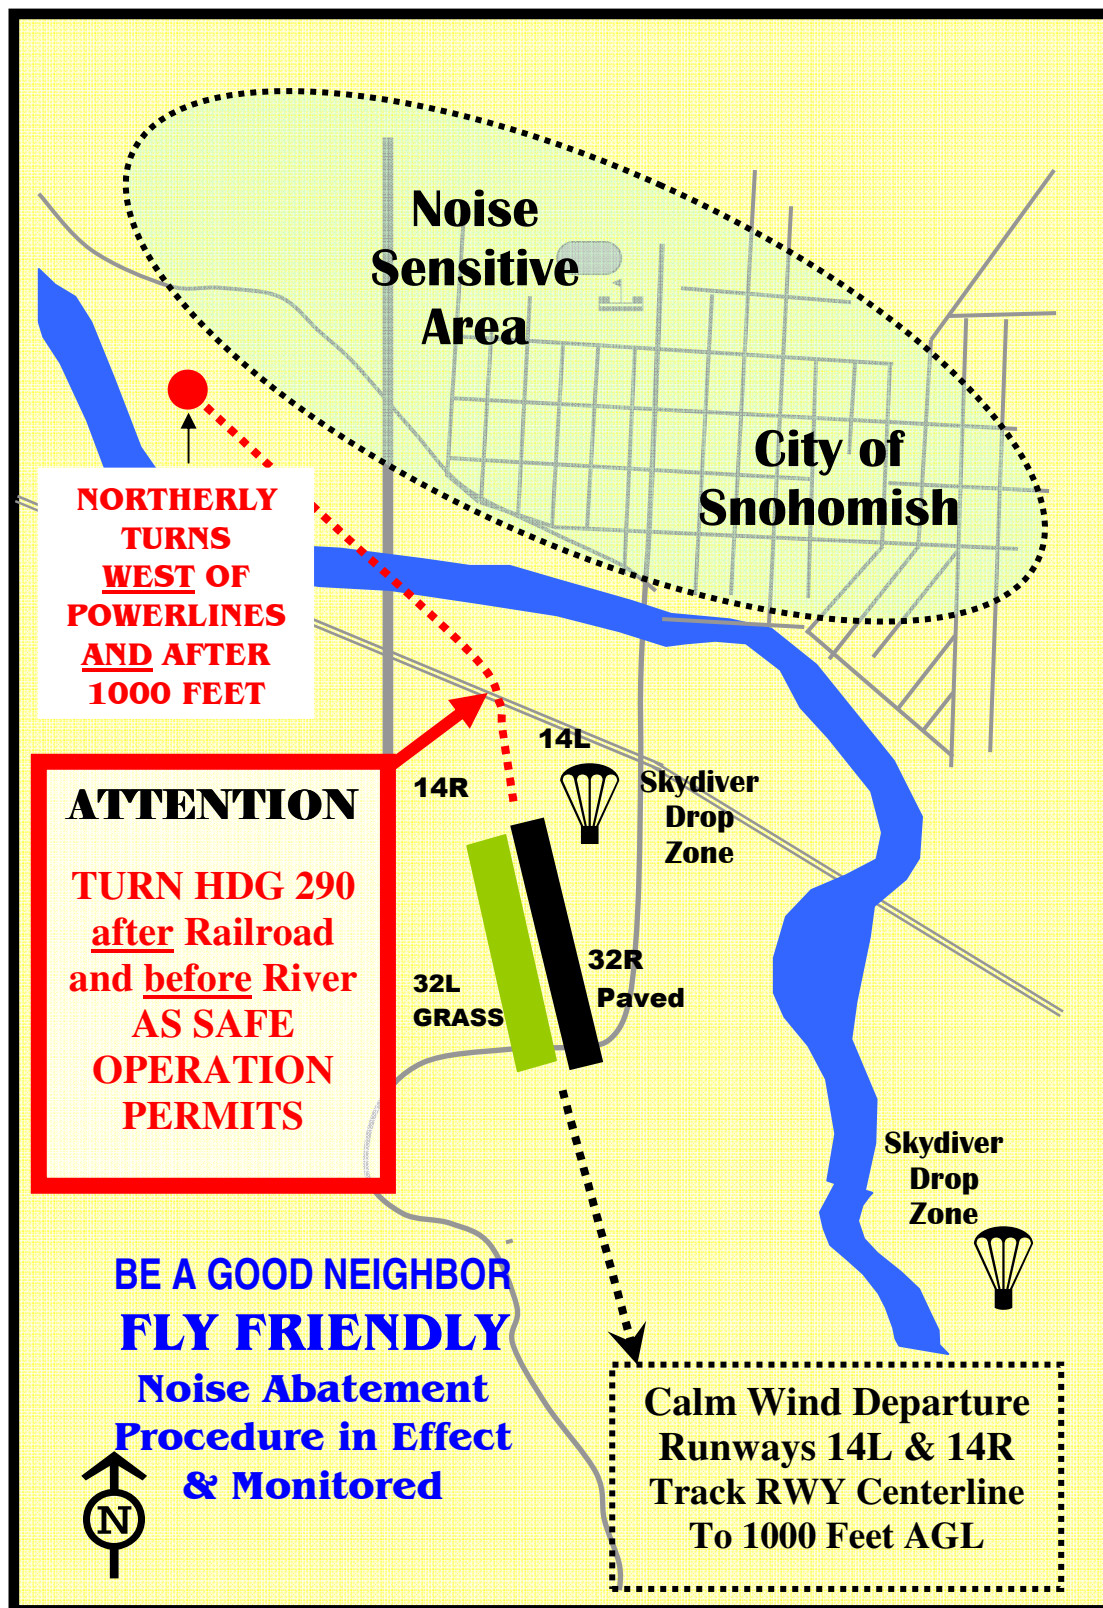 Noise
Sensitive
Area
City of
Snohomish
NORTHERLY
TURNS
WEST OF
POWERLINES
AND AFTER
1000 FEET
14L
14R
Skydiver
Drop
Zone
ATTENTION
TURN HDG 290
after Railroad
and before River
AS SAFE
OPERATION
PERMITS
32R
Paved
32L
GRASS
Skydiver
Drop
Zone
BE A GOOD NEIGHBOR
FLY FRIENDLY
Noise Abatement
Procedure in Effect
& Monitored
N
Calm Wind Departure
Runways 14L & 14R
Track RWY Centerline
To 1000 Feet AGL